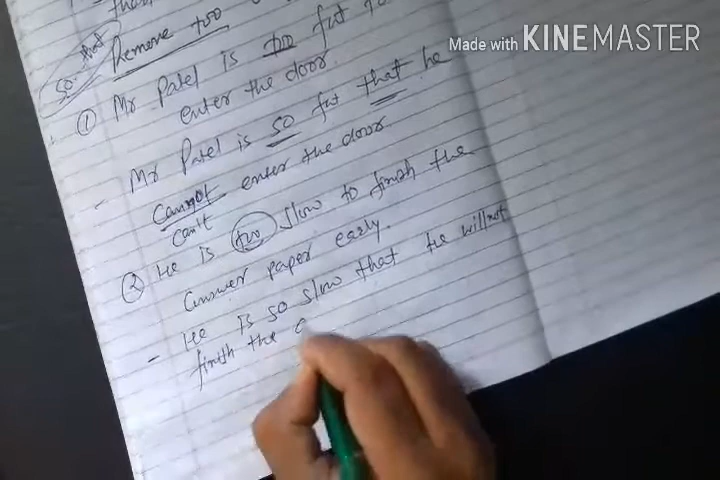 Made with KINEMASTER
so that
Remove too
① Mr Patel is too fat to
enter the door.
- Mr Patel is so fat that he
cannot enter the door
can't
② He is too slow to finish the
answer paper early.
- He is so slow that he will not
finish the a